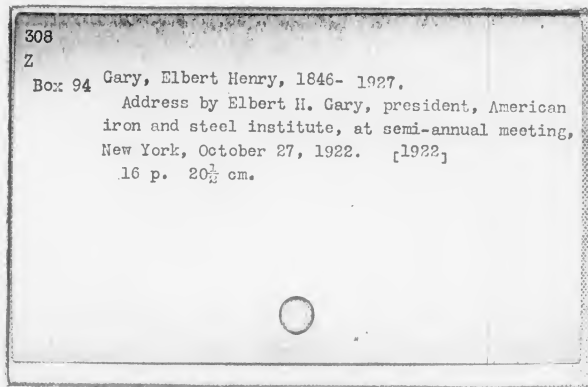 308
Z
Box 94 Gary, Elbert Henry, 1846- 1927.
Address by Elbert H. Gary, president, American
iron and steel institute, at semi-annual meeting,
New York, October 27, 1922. [1922]
16 p. 20½ cm.